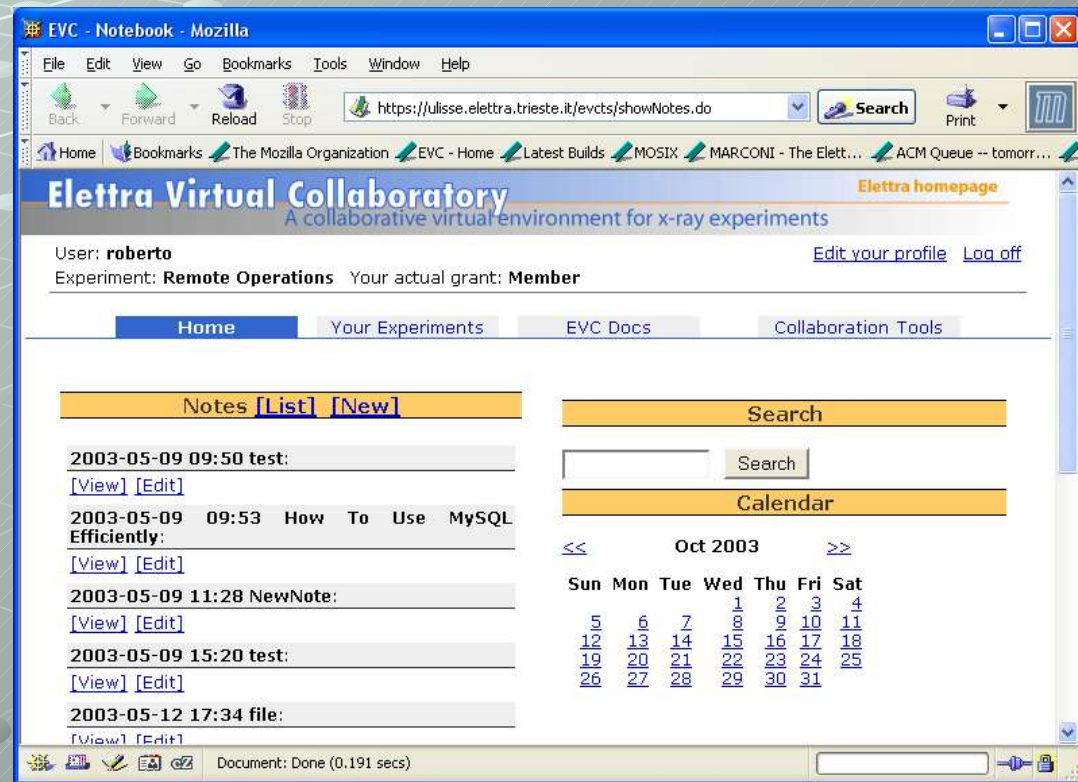 EVC - Notebook - Mozilla
File Edit View Go Bookmarks Tools Window Help
Back Forward Reload Stop https://ulisse.elettra.trieste.it/evcts/showNotes.do Search Print
Home Bookmarks The Mozilla Organization EVC - Home Latest Builds MOSIX MARCONI - The Elett... ACM Queue -- tomorr...
Elettra Virtual Collaboratory
Elettra homepage
A collaborative virtual environment for x-ray experiments
User: roberto
Edit your profile Log off
Experiment: Remote Operations Your actual grant: Member
Home Your Experiments EVC Docs Collaboration Tools
Notes [List] [New]
2003-05-09 09:50 test:
[View] [Edit]
2003-05-09 09:53 How To Use MySQL
Efficiently:
[View] [Edit]
2003-05-09 11:28 NewNote:
[View] [Edit]
2003-05-09 15:20 test:
[View] [Edit]
2003-05-12 17:34 file:
[View] [Edit]
Search
Search
Calendar
<< Oct 2003 >>
Sun Mon Tue Wed Thu Fri Sat
1 2 3 4
5 6 7 8 9 10 11
12 13 14 15 16 17 18
19 20 21 22 23 24 25
26 27 28 29 30 31
Document: Done (0.191 secs)